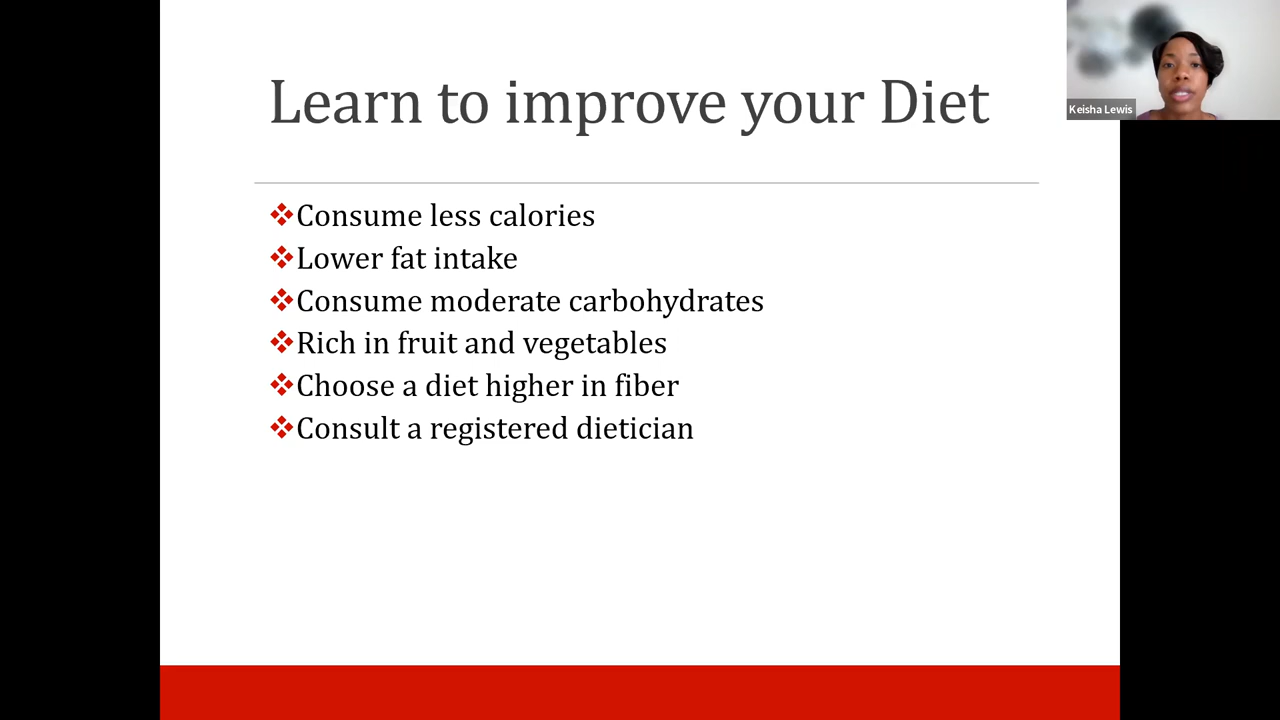 Learn to improve your Diet
Keisha Lewis
Consume less calories
Lower fat intake
Consume moderate carbohydrates
Rich in fruit and vegetables
Choose a diet higher in fiber
Consult a registered dietician